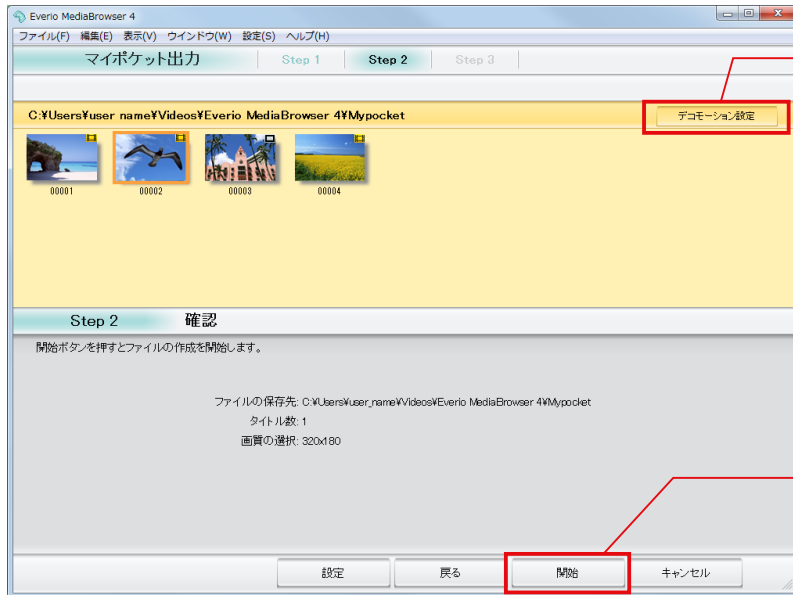 Everio MediaBrowser 4
ファイル(F) 編集(E) 表示(V) ウインドウ(W) 設定(S) ヘルプ(H)
マイポケット出力 Step 1 Step 2 Step 3
C:¥Users¥user name¥Videos¥Everio MediaBrowser 4¥Mypocket デコモーション設定
00001 00002 00003 00004
Step 2 確認
開始ボタンを押すとファイルの作成を開始します。
ファイルの保存先: C:¥Users¥user_name¥Videos¥Everio MediaBrowser 4¥Mypocket
タイトル数: 1
画質の選択: 320x180
設定 戻る 開始 キャンセル